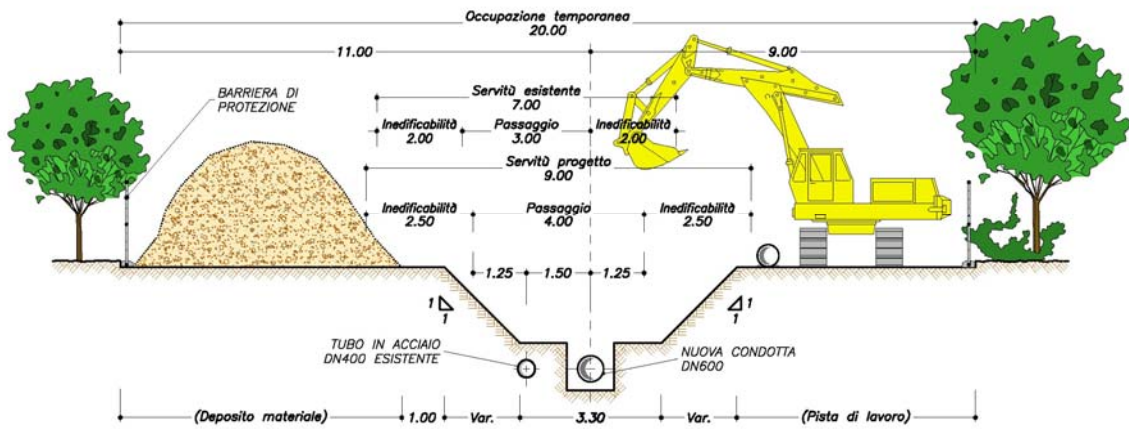 Occupazione temporanea
20.00
11.00
9.00
BARRIERA DI
PROTEZIONE
Servitù esistente
7.00
Inedificabilità
2.00
Passaggio
3.00
Inedificabilità
2.00
Servitù progetto
9.00
Inedificabilità
2.50
Passaggio
4.00
Inedificabilità
2.50
1.25
1.50
1.25
1
1
1
1
TUBO IN ACCIAIO
DN400 ESISTENTE
NUOVA CONDOTTA
DN600
(Deposito materiale)
1.00
Var.
3.30
Var.
(Pista di lavoro)